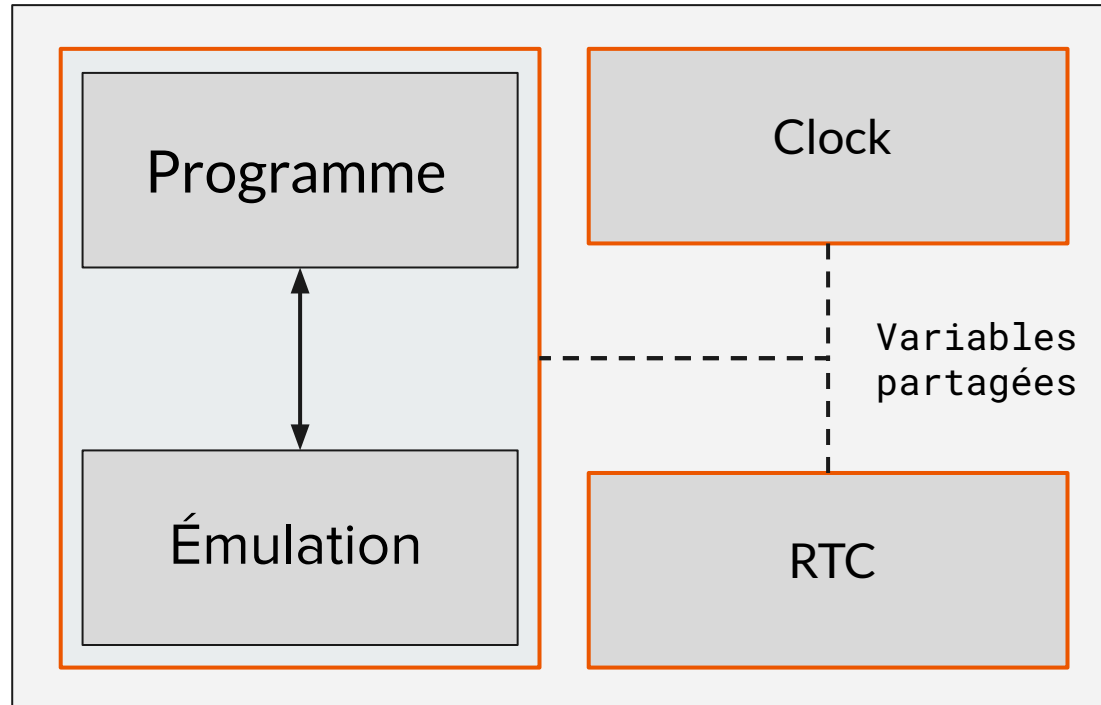 Programme
Émulation
Clock
Variables
partagées
RTC